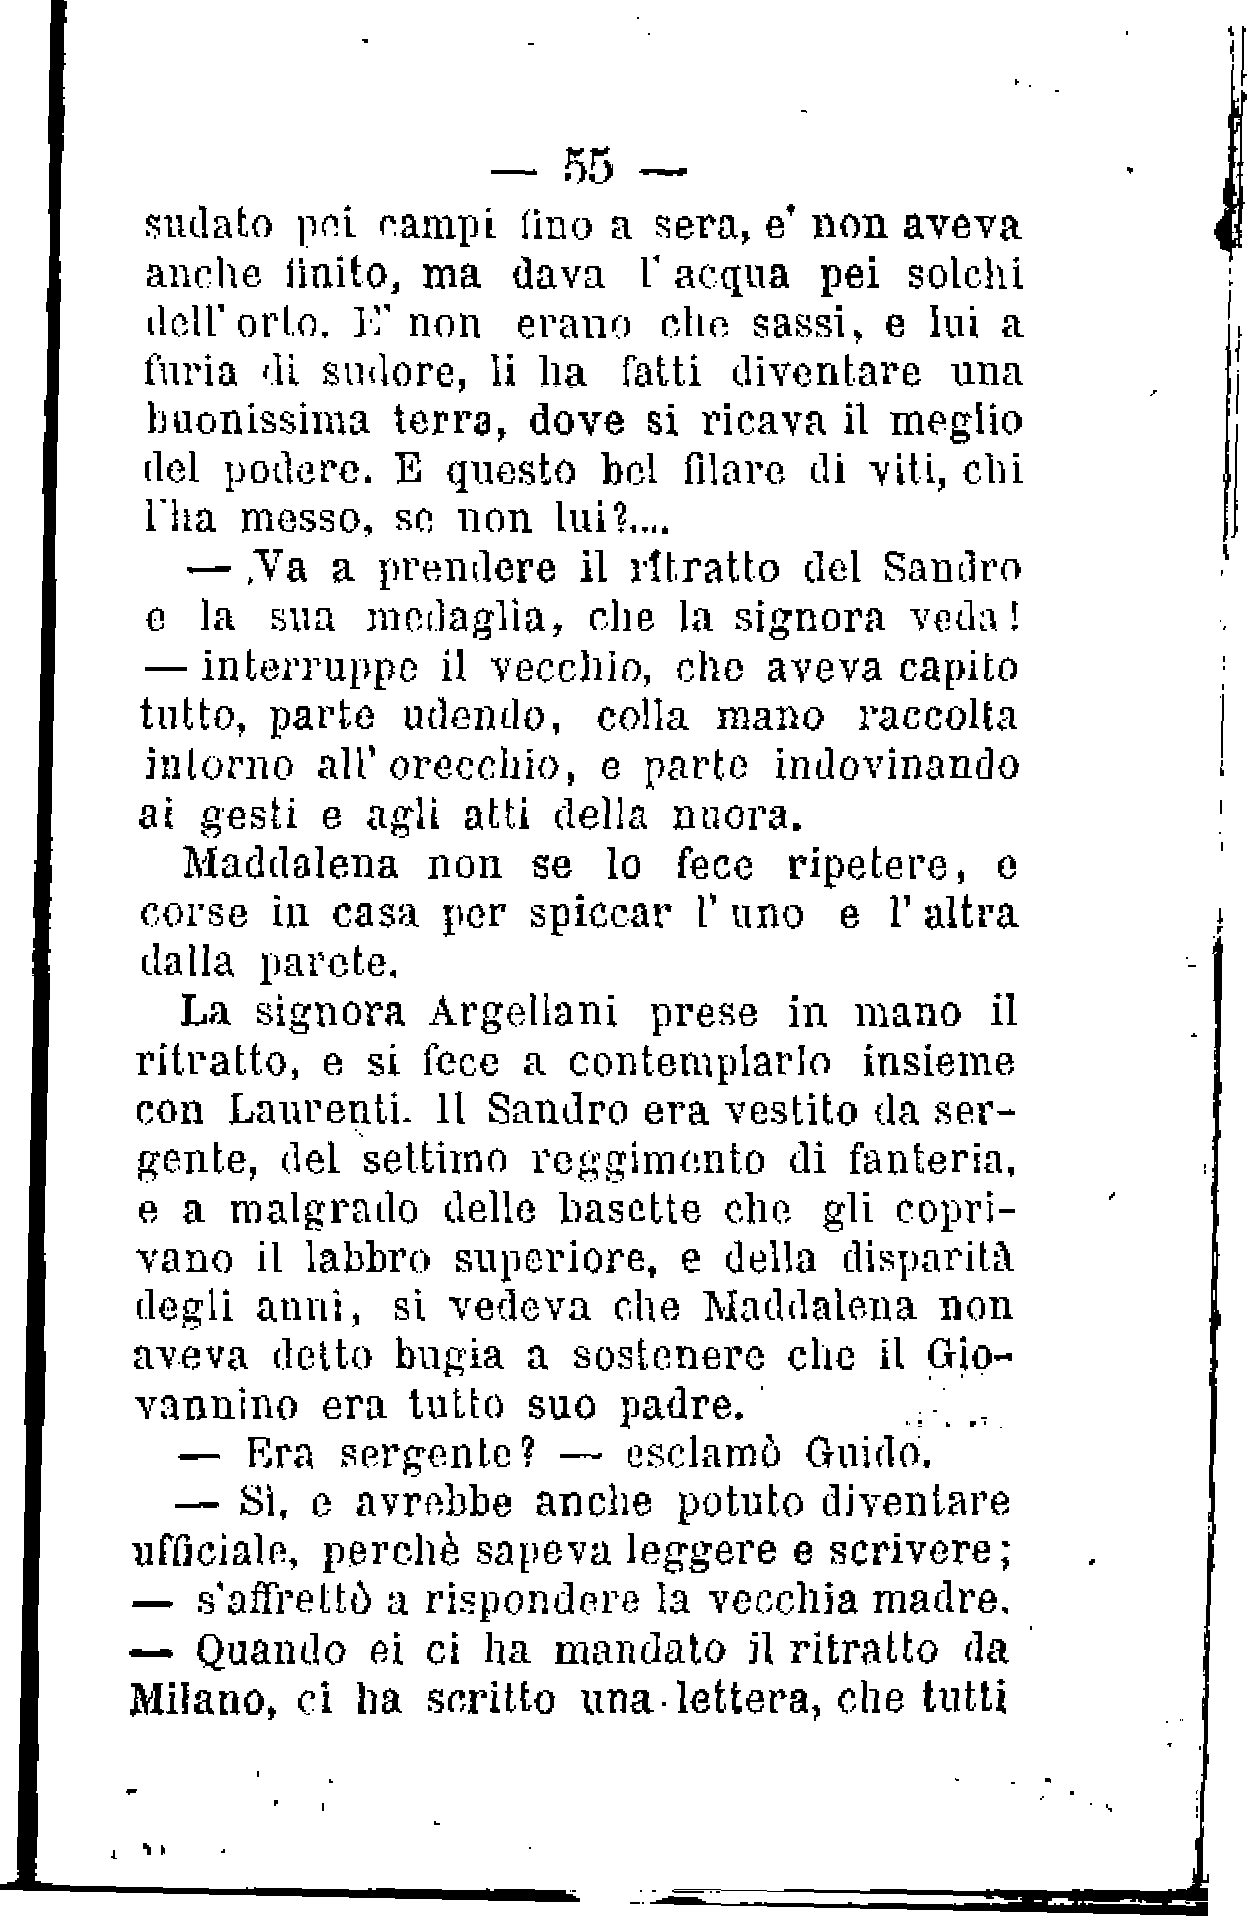 — 55 —
sudato pei campi fino a sera, e' non aveva
anche finito, ma dava l'acqua pei solchi
dell'orto. E' non erano che sassi, e lui a
furia di sudore, li ha fatti diventare una
buonissima terra, dove si ricava il meglio
del podere. E questo bel filare di viti, chi
l'ha messo, se non lui?....
— Va a prendere il ritratto del Sandro
e la sua medaglia, che la signora veda!
— interruppe il vecchio, che aveva capito
tutto, parte udendo, colla mano raccolta
intorno all'orecchio, e parte indovinando
ai gesti e agli atti della nuora.
Maddalena non se lo fece ripetere, e
corse in casa per spiccar l'uno e l'altra
dalla parete.
La signora Argellani prese in mano il
ritratto, e si fece a contemplarlo insieme
con Laurenti. Il Sandro era vestito da ser-
gente, del settimo reggimento di fanteria,
e a malgrado delle basette che gli copri-
vano il labbro superiore, e della disparità
degli anni, si vedeva che Maddalena non
aveva detto bugia a sostenere che il Gio-
vannino era tutto suo padre.
— Era sergente? — esclamò Guido.
— Sì, e avrebbe anche potuto diventare
ufficiale, perchè sapeva leggere e scrivere;
— s'affrettò a rispondere la vecchia madre.
— Quando ei ci ha mandato il ritratto da
Milano, ci ha scritto una lettera, che tutti